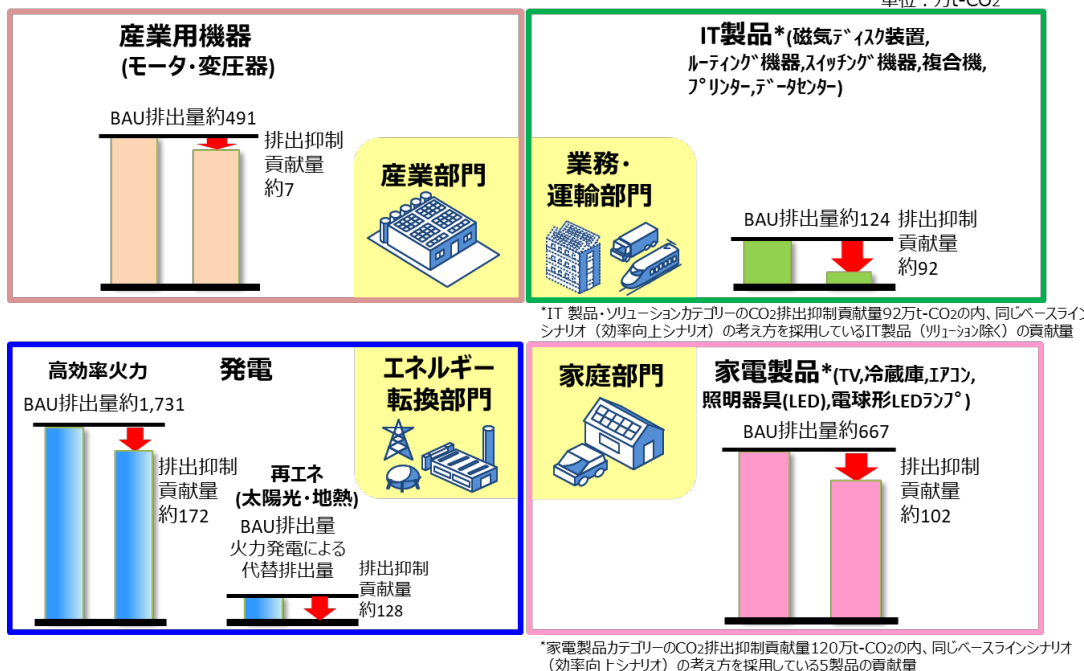 単位：万t-CO2
産業用機器
(モータ・変圧器)
BAU排出量約491
排出抑制
貢献量
約7
産業部門
IT製品*(磁気ﾃﾞｨｽｸ装置,
ﾙｰﾃｨﾝｸﾞ機器,ｽｲｯﾁﾝｸﾞ機器,複合機,
ﾌﾟﾘﾝﾀｰ,ﾃﾞｰﾀｾﾝﾀｰ)
業務・
運輸部門
BAU排出量約124
排出抑制
貢献量
約92
*IT 製品・ソリューションカテゴリーのCO2排出抑制貢献量92万t-CO2の内、同じベースライン
シナリオ（効率向上シナリオ）の考え方を採用しているIT製品（ｿﾘｭｰｼｮﾝ除く）の貢献量
高効率火力
発電
BAU排出量約1,731
排出抑制
貢献量
約172
エネルギー
転換部門
再エネ
(太陽光・地熱)
BAU排出量
火力発電による
代替排出量
排出抑制
貢献量
約128
家庭部門
家電製品*(TV,冷蔵庫,ｴｱｺﾝ,
照明器具(LED),電球形LEDﾗﾝﾌﾟ)
BAU排出量約667
排出抑制
貢献量
約102
*家電製品カテゴリーのCO2排出抑制貢献量120万t-CO2の内、同じベースラインシナリオ
（効率向上シナリオ）の考え方を採用している5製品の貢献量